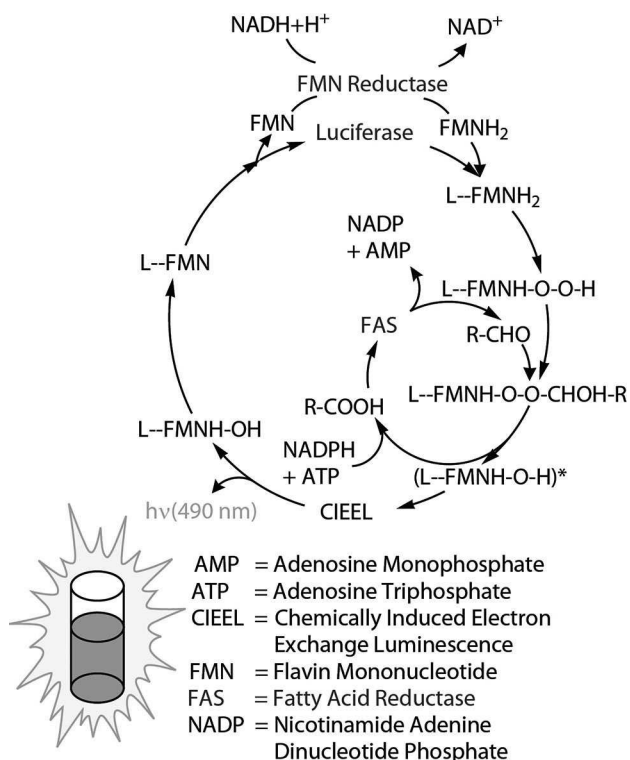 NADH+H+
NAD+
FMN Reductase
FMN
FMNH2
Luciferase
L--FMNH2
NADP
+ AMP
L--FMN
L--FMNH-O-O-H
FAS
R-CHO
L--FMNH-O-O-CHOH-R
R-COOH
L--FMNH-OH
NADPH
+ ATP
(L--FMNH-O-H)*
hν(490 nm)
CIEEL
AMP = Adenosine Monophosphate
ATP = Adenosine Triphosphate
CIEEL = Chemically Induced Electron
Exchange Luminescence
FMN = Flavin Mononucleotide
FAS = Fatty Acid Reductase
NADP = Nicotinamide Adenine
Dinucleotide Phosphate